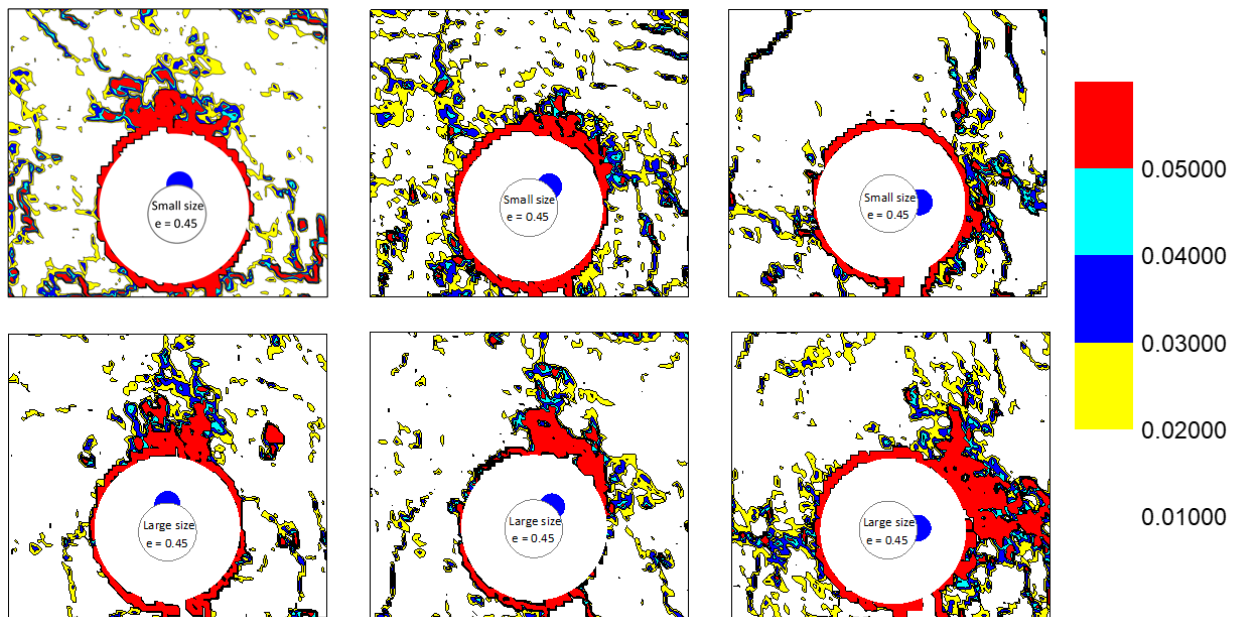 Small size
e = 0.45
Small size
e = 0.45
Small size
e = 0.45
0.05000
0.04000
0.03000
0.02000
0.01000
Large size
e = 0.45
Large size
e = 0.45
Large size
e = 0.45